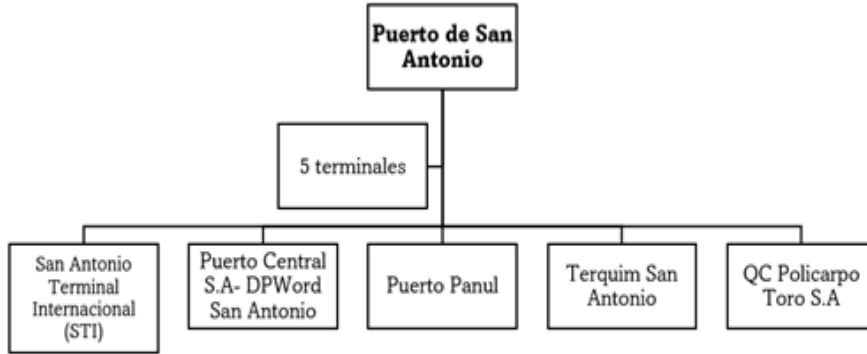 Puerto de San
Antonio
5 terminales
San Antonio
Terminal
Internacional
(STI)
Puerto Central
S.A- DPWord
San Antonio
Puerto Panul
Terquim San
Antonio
QC Policarpo
Toro S.A